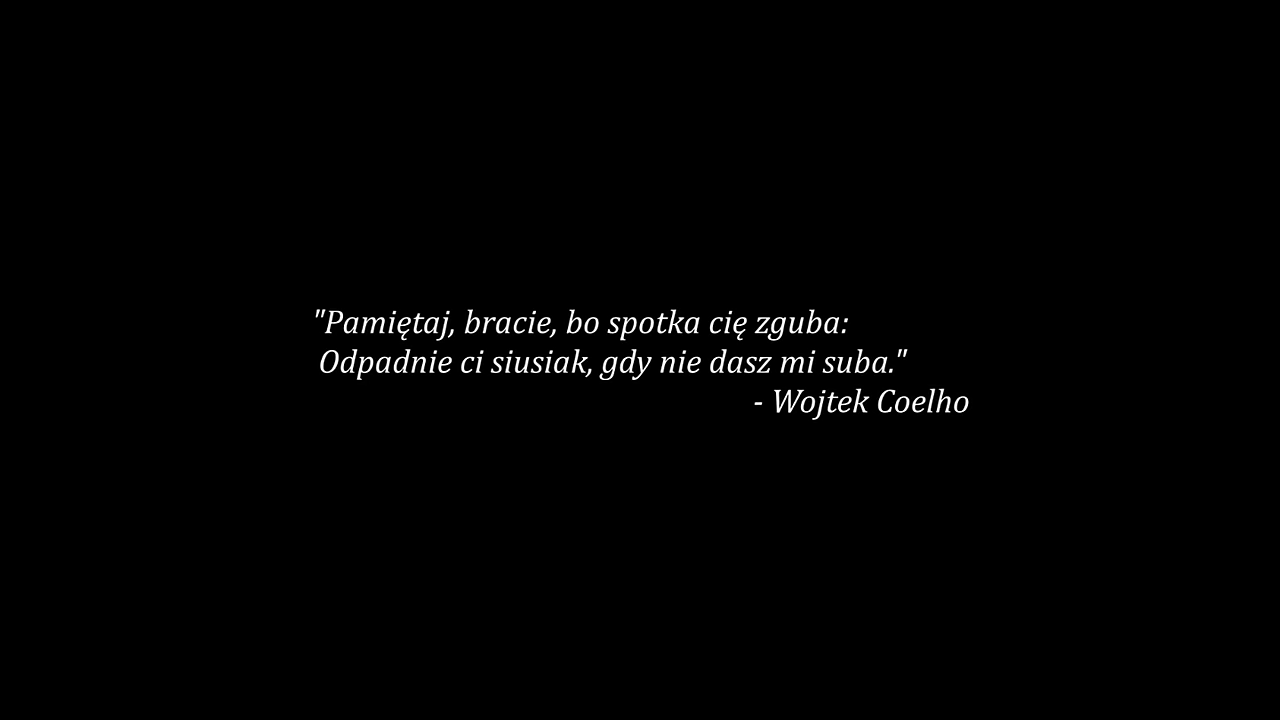 "Pamiętaj, bracie, bo spotka cię zguba:
Odpadnie ci siusiak, gdy nie dasz mi suba."
- Wojtek Coelho